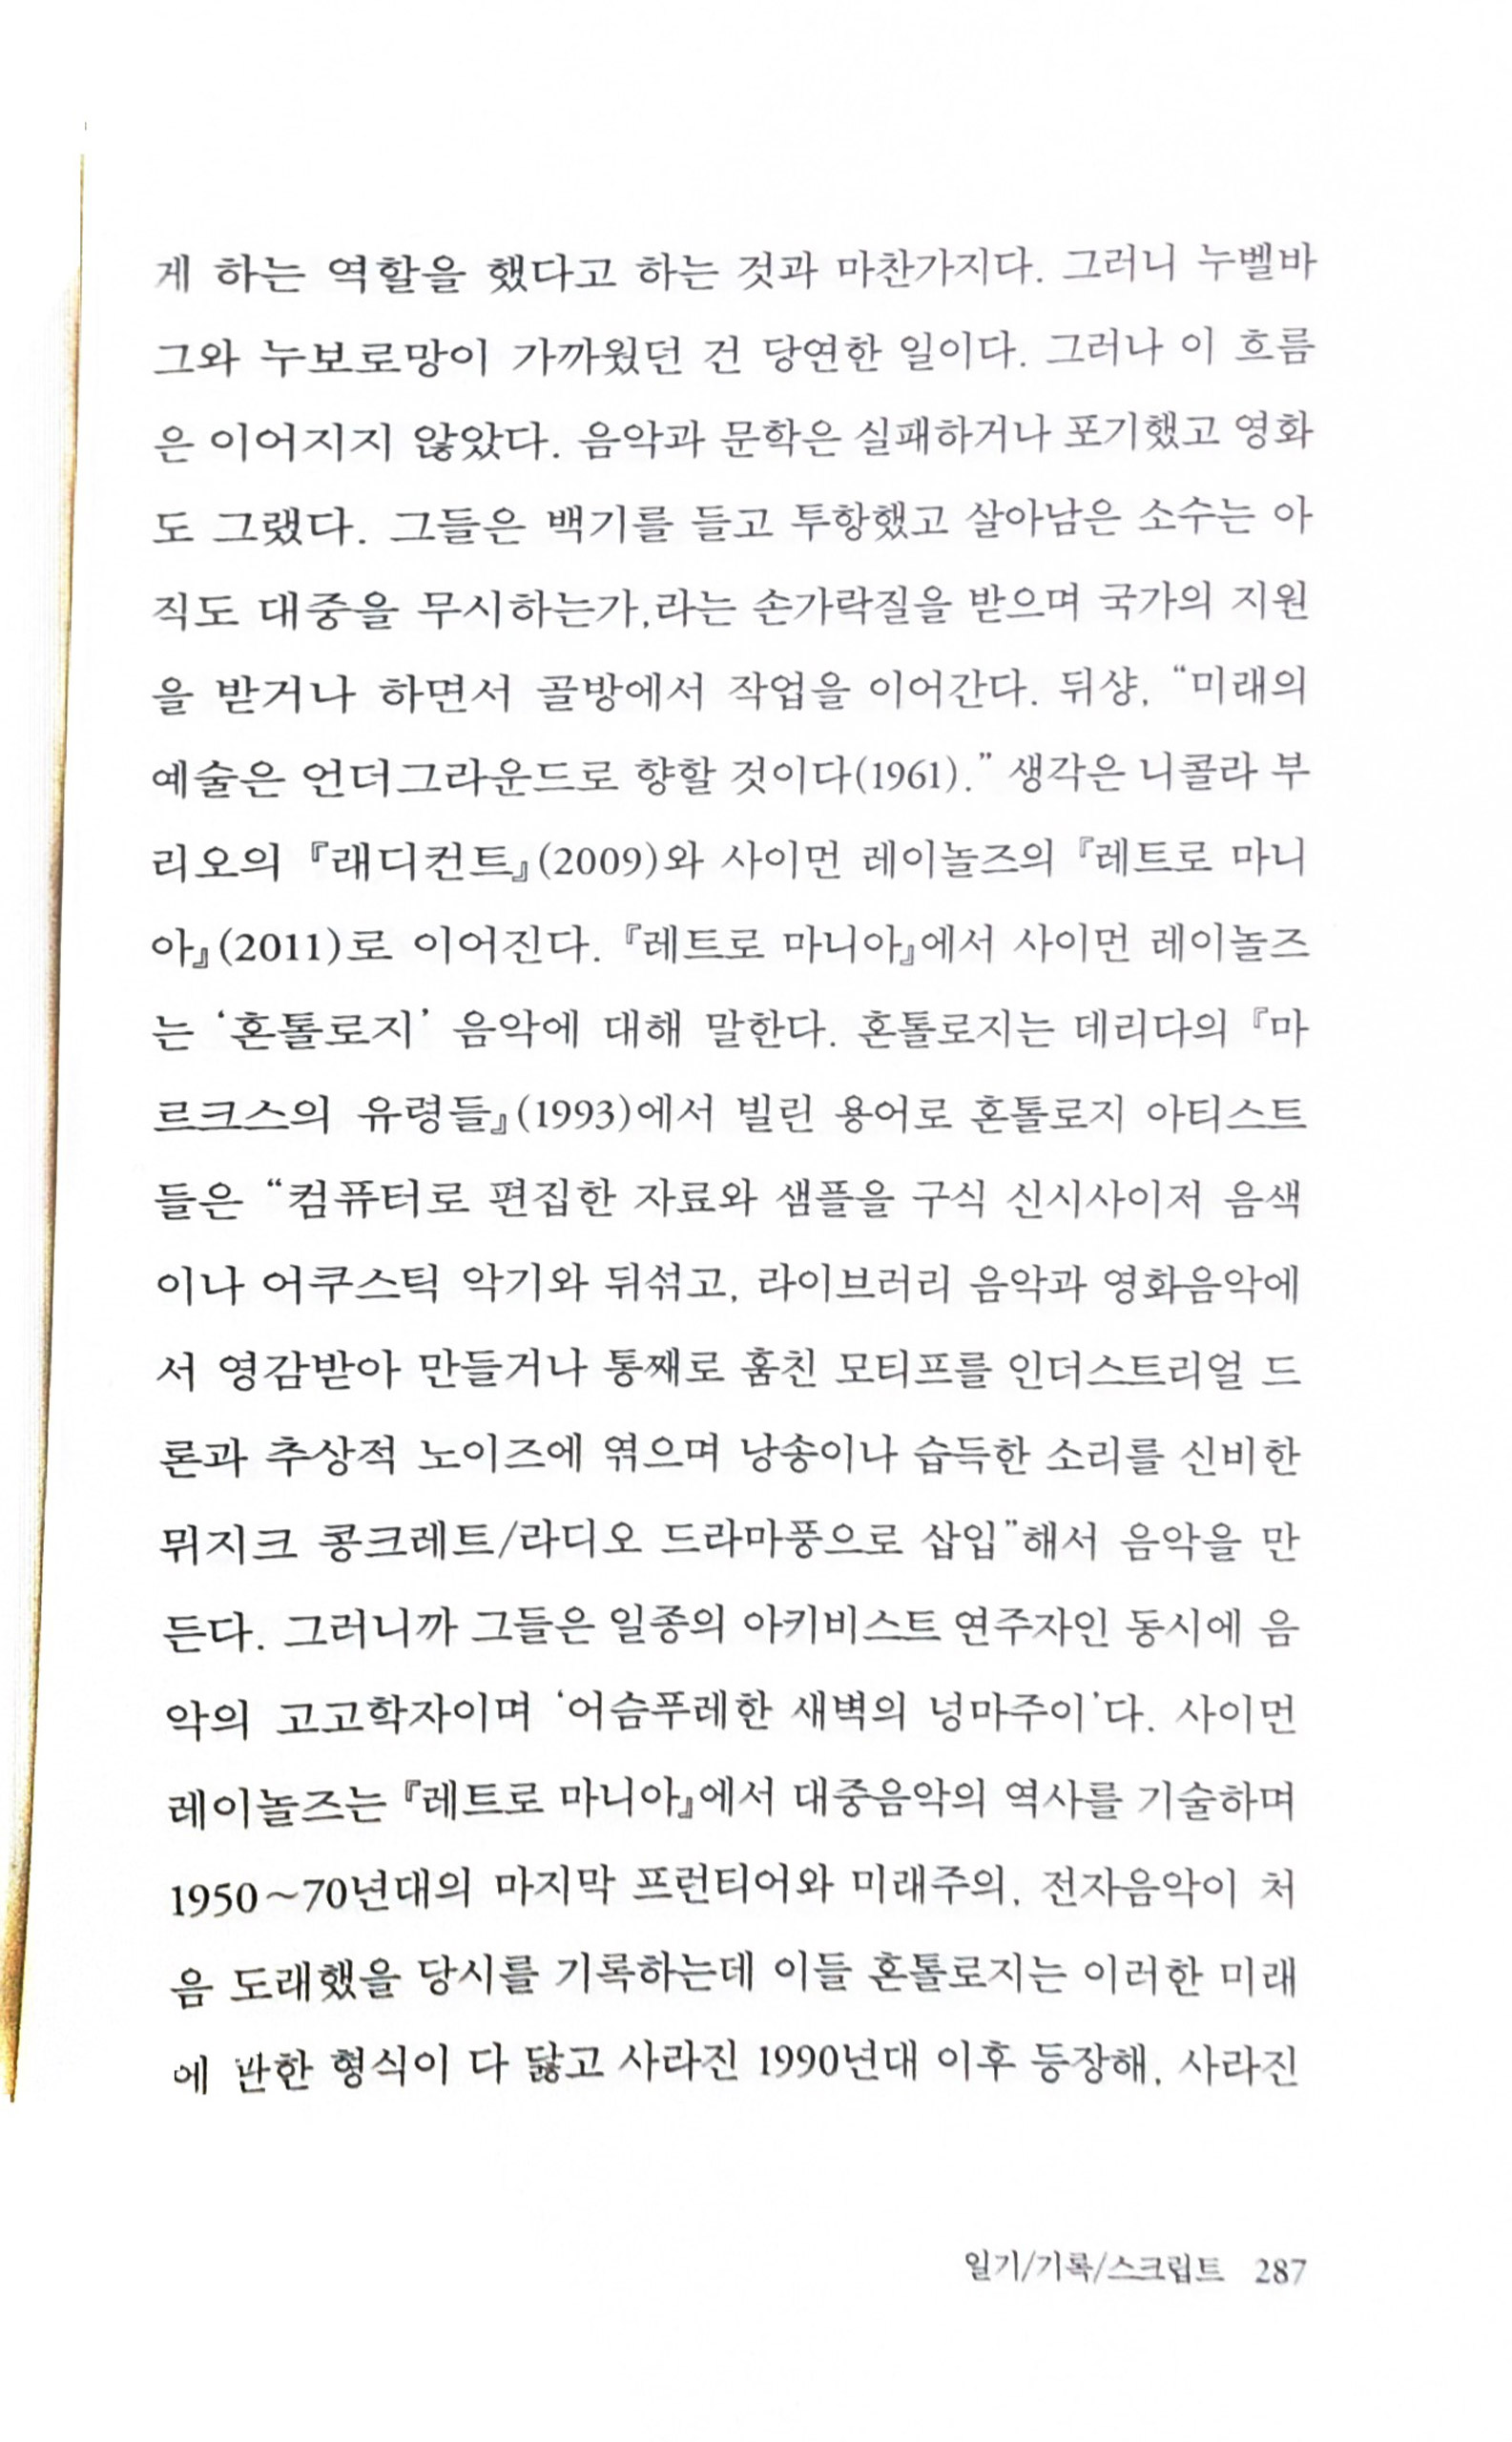 게 하는 역할을 했다고 하는 것과 마찬가지다. 그러니 누벨바
그와 누보로망이 가까웠던 건 당연한 일이다. 그러나 이 흐름
은 이어지지 않았다. 음악과 문학은 실패하거나 포기했고 영화
도 그랬다. 그들은 백기를 들고 투항했고 살아남은 소수는 아
직도 대중을 무시하는가,라는 손가락질을 받으며 국가의 지원
을 받거나 하면서 골방에서 작업을 이어간다. 뒤샹, “미래의
예술은 언더그라운드로 향할 것이다(1961).” 생각은 니콜라 부
리오의 『래디컨트』(2009)와 사이먼 레이놀즈의 『레트로 마니
아』(2011)로 이어진다. 『레트로 마니아』에서 사이먼 레이놀즈
는 ‘혼톨로지’ 음악에 대해 말한다. 혼톨로지는 데리다의 『마
르크스의 유령들』(1993)에서 빌린 용어로 혼톨로지 아티스트
들은 “컴퓨터로 편집한 자료와 샘플을 구식 신시사이저 음색
이나 어쿠스틱 악기와 뒤섞고, 라이브러리 음악과 영화음악에
서 영감받아 만들거나 통째로 훔친 모티프를 인더스트리얼 드
론과 추상적 노이즈에 엮으며 낭송이나 습득한 소리를 신비한
뮈지크 콩크레트/라디오 드라마풍으로 삽입”해서 음악을 만
든다. 그러니까 그들은 일종의 아키비스트 연주자인 동시에 음
악의 고고학자이며 ‘어슴푸레한 새벽의 넝마주이’다. 사이먼
레이놀즈는 『레트로 마니아』에서 대중음악의 역사를 기술하며
1950~70년대의 마지막 프런티어와 미래주의, 전자음악이 처
음 도래했을 당시를 기록하는데 이들 혼톨로지는 이러한 미래
에 관한 형식이 다 닳고 사라진 1990년대 이후 등장해, 사라진
일기/기록/스크립트 287